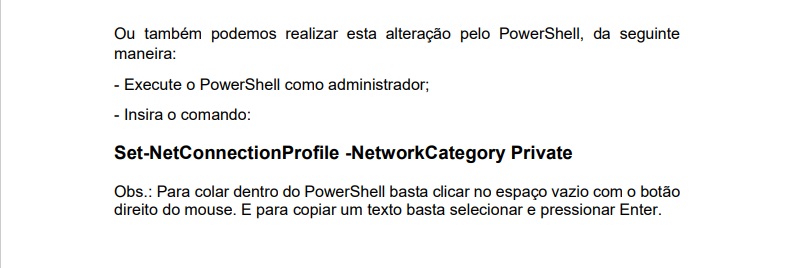 Ou também podemos realizar esta alteração pelo PowerShell, da seguinte
maneira:
- Execute o PowerShell como administrador;
- Insira o comando:
Set-NetConnectionProfile -NetworkCategory Private
Obs.: Para colar dentro do PowerShell basta clicar no espaço vazio com o botão
direito do mouse. E para copiar um texto basta selecionar e pressionar Enter.